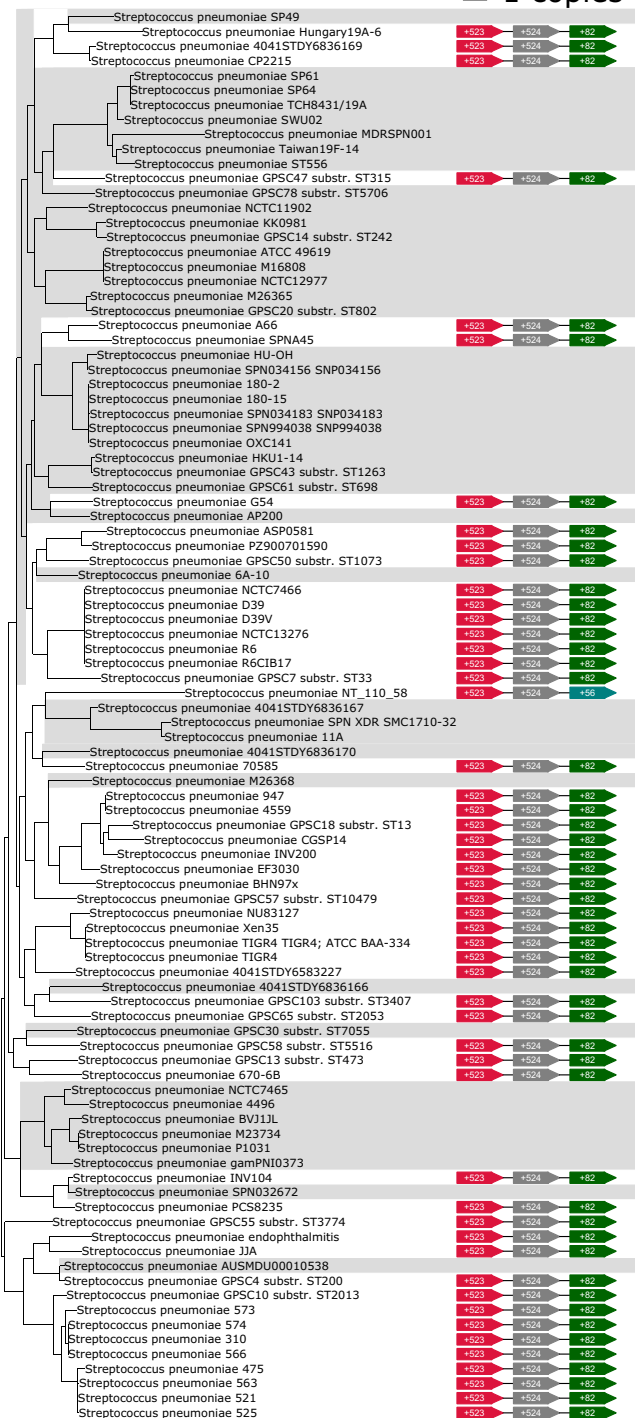 Streptococcus pneumoniae SP49
Streptococcus pneumoniae Hungary19A-6 +523 +524 +82
Streptococcus pneumoniae 4041STDY6836169 +523 +524 +82
Streptococcus pneumoniae CP2215 +523 +524 +82
Streptococcus pneumoniae SP61
Streptococcus pneumoniae SP64
Streptococcus pneumoniae TCH8431/19A
Streptococcus pneumoniae SWU02
Streptococcus pneumoniae MDRSPN001
Streptococcus pneumoniae Taiwan19F-14
Streptococcus pneumoniae ST556
Streptococcus pneumoniae GPSC47 substr. ST315 +523 +524 +82
Streptococcus pneumoniae GPSC78 substr. ST5706
Streptococcus pneumoniae NCTC11902
Streptococcus pneumoniae KK0981
Streptococcus pneumoniae GPSC14 substr. ST242
Streptococcus pneumoniae ATCC 49619
Streptococcus pneumoniae M16808
Streptococcus pneumoniae NCTC12977
Streptococcus pneumoniae M26365
Streptococcus pneumoniae GPSC20 substr. ST802
Streptococcus pneumoniae A66 +523 +524 +82
Streptococcus pneumoniae SPNA45 +523 +524 +82
Streptococcus pneumoniae HU-OH
Streptococcus pneumoniae SPN034156 SNP034156
Streptococcus pneumoniae 180-2
Streptococcus pneumoniae 180-15
Streptococcus pneumoniae SPN034183 SNP034183
Streptococcus pneumoniae SPN994038 SNP994038
Streptococcus pneumoniae OXC141
Streptococcus pneumoniae HKU1-14
Streptococcus pneumoniae GPSC43 substr. ST1263
Streptococcus pneumoniae GPSC61 substr. ST698
Streptococcus pneumoniae G54 +523 +524 +82
Streptococcus pneumoniae AP200
Streptococcus pneumoniae ASP0581 +523 +524 +82
Streptococcus pneumoniae PZ900701590 +523 +524 +82
Streptococcus pneumoniae GPSC50 substr. ST1073 +523 +524 +82
Streptococcus pneumoniae 6A-10
Streptococcus pneumoniae NCTC7466 +523 +524 +82
Streptococcus pneumoniae D39 +523 +524 +82
Streptococcus pneumoniae D39V +523 +524 +82
Streptococcus pneumoniae NCTC13276 +523 +524 +82
Streptococcus pneumoniae R6 +523 +524 +82
Streptococcus pneumoniae R6CIB17 +523 +524 +82
Streptococcus pneumoniae GPSC7 substr. ST33 +523 +524 +82
Streptococcus pneumoniae NT_110_58 +523 +524 +56
Streptococcus pneumoniae 4041STDY6836167
Streptococcus pneumoniae SPN XDR SMC1710-32
Streptococcus pneumoniae 11A
Streptococcus pneumoniae 4041STDY6836170
Streptococcus pneumoniae 70585 +523 +524 +82
Streptococcus pneumoniae M26368
Streptococcus pneumoniae 947 +523 +524 +82
Streptococcus pneumoniae 4559 +523 +524 +82
Streptococcus pneumoniae GPSC18 substr. ST13 +523 +524 +82
Streptococcus pneumoniae CGSP14 +523 +524 +82
Streptococcus pneumoniae INV200 +523 +524 +82
Streptococcus pneumoniae EF3030 +523 +524 +82
Streptococcus pneumoniae BHN97x +523 +524 +82
Streptococcus pneumoniae GPSC57 substr. ST10479 +523 +524 +82
Streptococcus pneumoniae NU83127 +523 +524 +82
Streptococcus pneumoniae Xen35 +523 +524 +82
Streptococcus pneumoniae TIGR4 TIGR4; ATCC BAA-334 +523 +524 +82
Streptococcus pneumoniae TIGR4 +523 +524 +82
Streptococcus pneumoniae 4041STDY6583227 +523 +524 +82
Streptococcus pneumoniae 4041STDY6836166
Streptococcus pneumoniae GPSC103 substr. ST3407 +523 +524 +82
Streptococcus pneumoniae GPSC65 substr. ST2053 +523 +524 +82
Streptococcus pneumoniae GPSC30 substr. ST7055
Streptococcus pneumoniae GPSC58 substr. ST5516 +523 +524 +82
Streptococcus pneumoniae GPSC13 substr. ST473 +523 +524 +82
Streptococcus pneumoniae 670-6B +523 +524 +82
Streptococcus pneumoniae NCTC7465
Streptococcus pneumoniae 4496
Streptococcus pneumoniae BVJ1JL
Streptococcus pneumoniae M23734
Streptococcus pneumoniae P1031
Streptococcus pneumoniae gamPNI0373
Streptococcus pneumoniae INV104 +523 +524 +82
Streptococcus pneumoniae SPN032672
Streptococcus pneumoniae PCS8235 +523 +524 +82
Streptococcus pneumoniae GPSC55 substr. ST3774 +523 +524 +82
Streptococcus pneumoniae endophthalmitis +523 +524 +82
Streptococcus pneumoniae JJA +523 +524 +82
Streptococcus pneumoniae AUSMDU00010538
Streptococcus pneumoniae GPSC4 substr. ST200 +523 +524 +82
Streptococcus pneumoniae GPSC10 substr. ST2013 +523 +524 +82
Streptococcus pneumoniae 573 +523 +524 +82
Streptococcus pneumoniae 574 +523 +524 +82
Streptococcus pneumoniae 310 +523 +524 +82
Streptococcus pneumoniae 566 +523 +524 +82
Streptococcus pneumoniae 475 +523 +524 +82
Streptococcus pneumoniae 563 +523 +524 +82
Streptococcus pneumoniae 521 +523 +524 +82
Streptococcus pneumoniae 525 +523 +524 +82